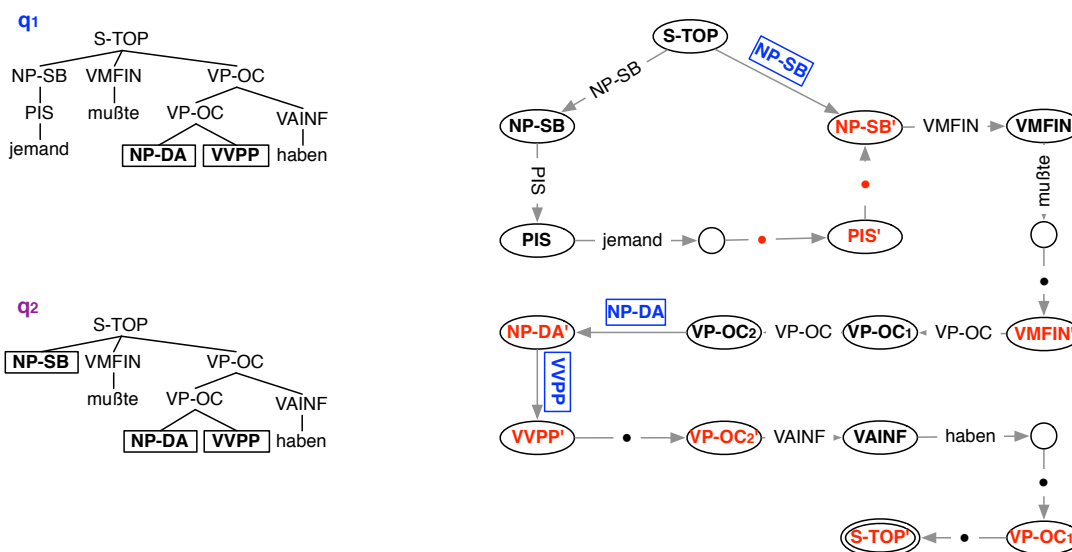 q1
S-TOP
NP-SB VMFIN VP-OC
PIS mußte VP-OC VAINF
jemand NP-DA VVPP haben
q2
S-TOP
NP-SB VMFIN VP-OC
mußte VP-OC VAINF
NP-DA VVPP haben
S-TOP
NP-SB NP-SB
NP-SB NP-SB' VMFIN VMFIN
PIS mußte
PIS jemand PIS'
NP-DA' NP-DA VP-OC2 VP-OC VP-OC1 VP-OC VMFIN'
VVPP
VVPP' VP-OC2' VAINF VAINF haben
S-TOP' VP-OC1